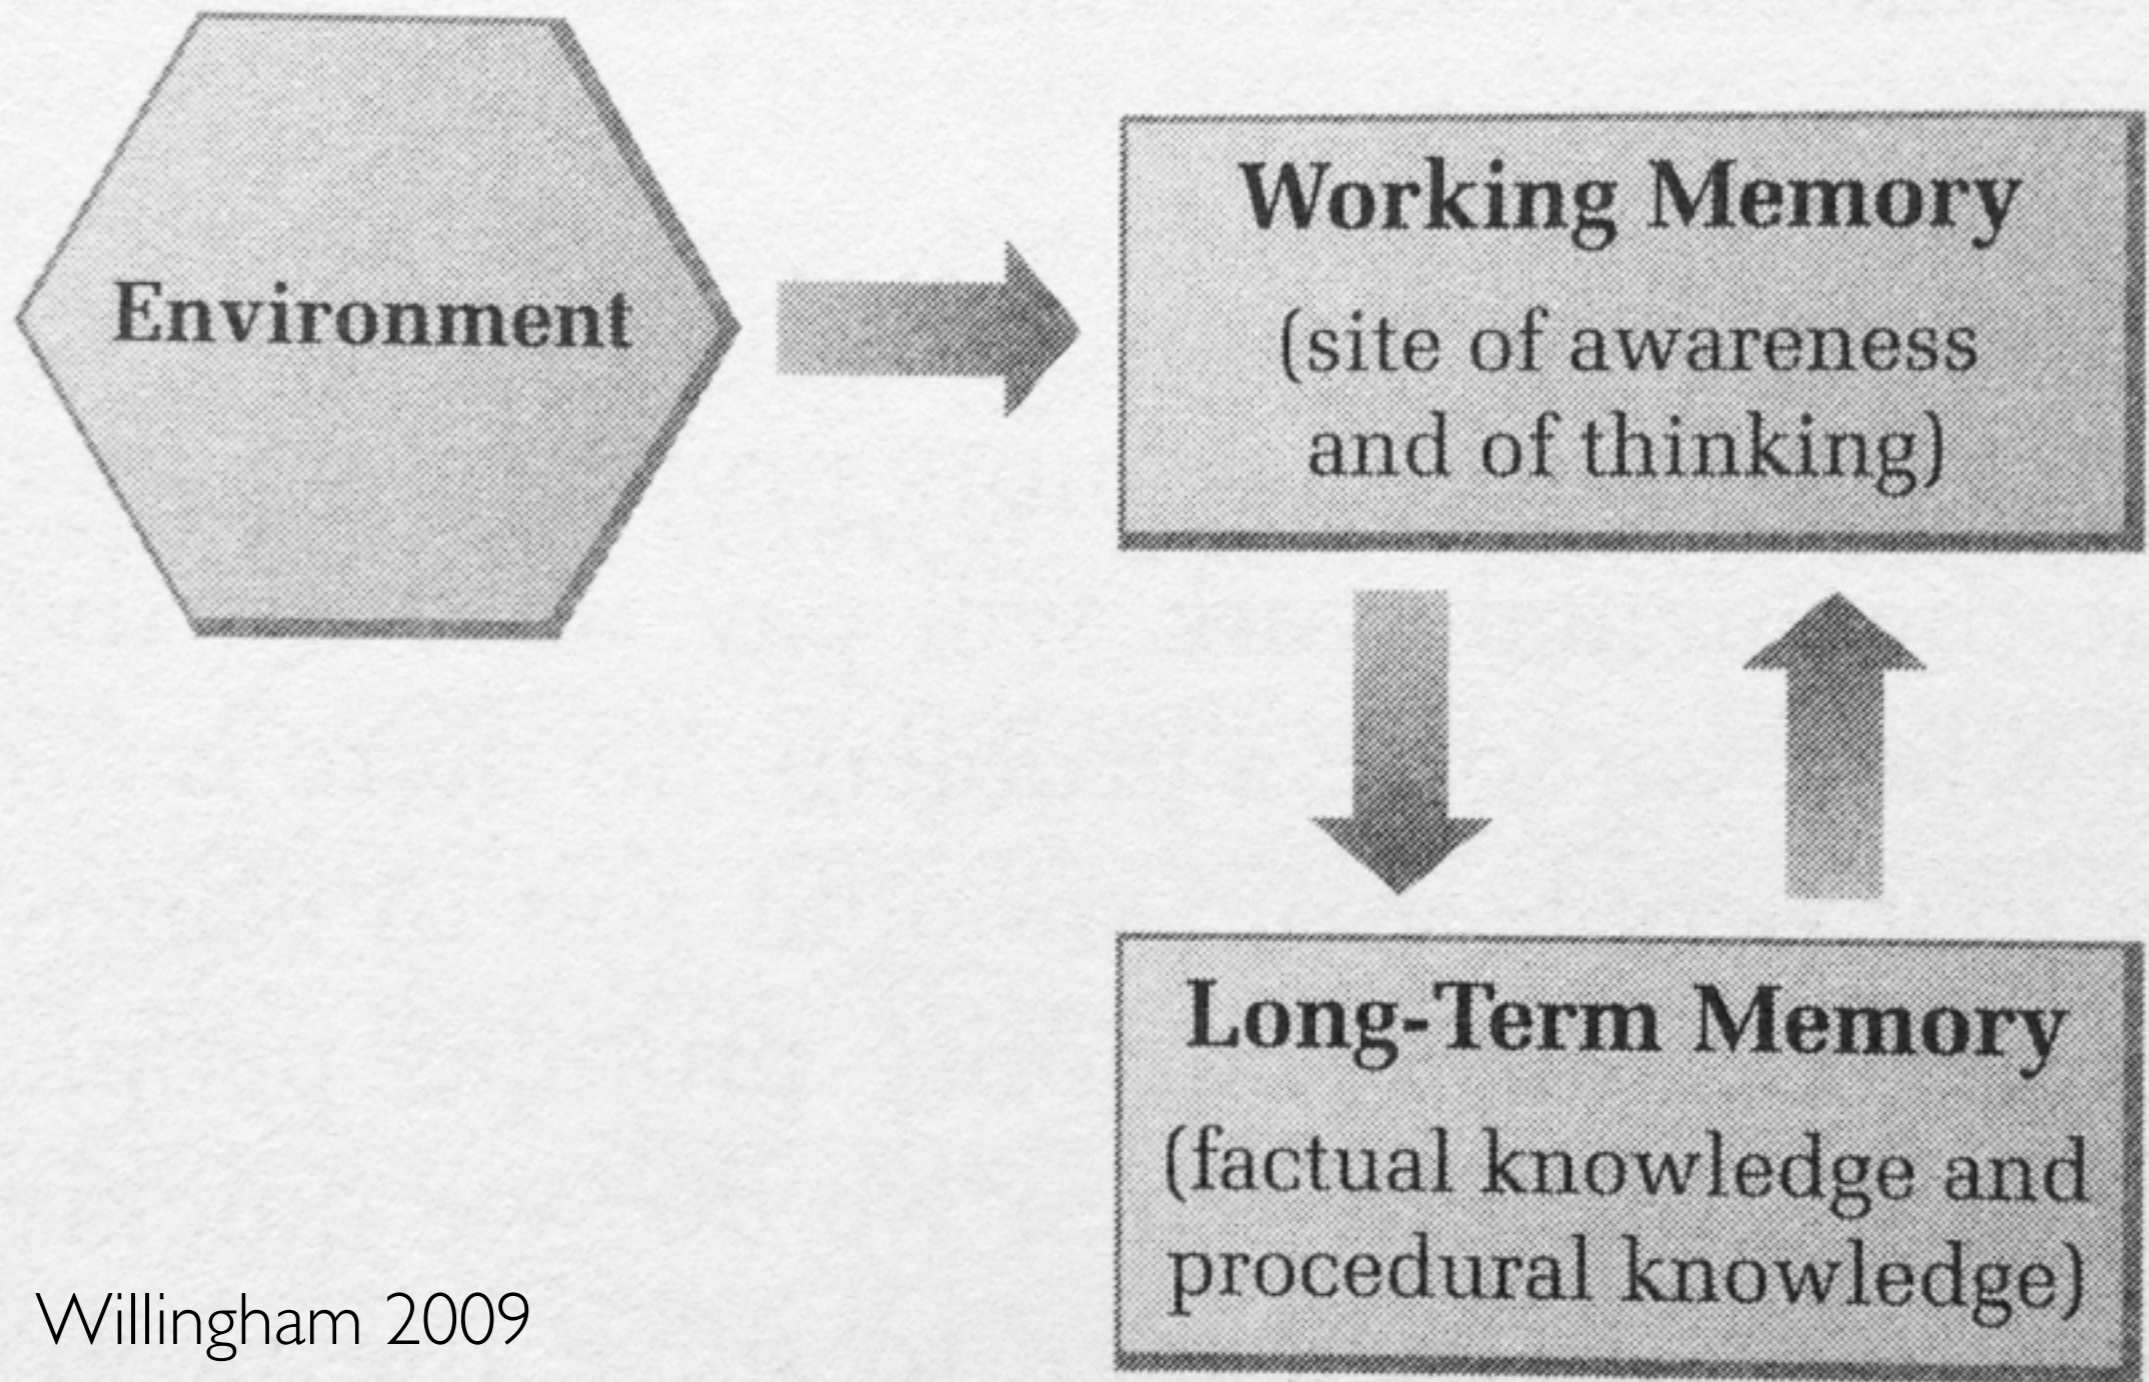 Environment
Working Memory
(site of awareness
and of thinking)
Long-Term Memory
(factual knowledge and
procedural knowledge)
Willingham 2009